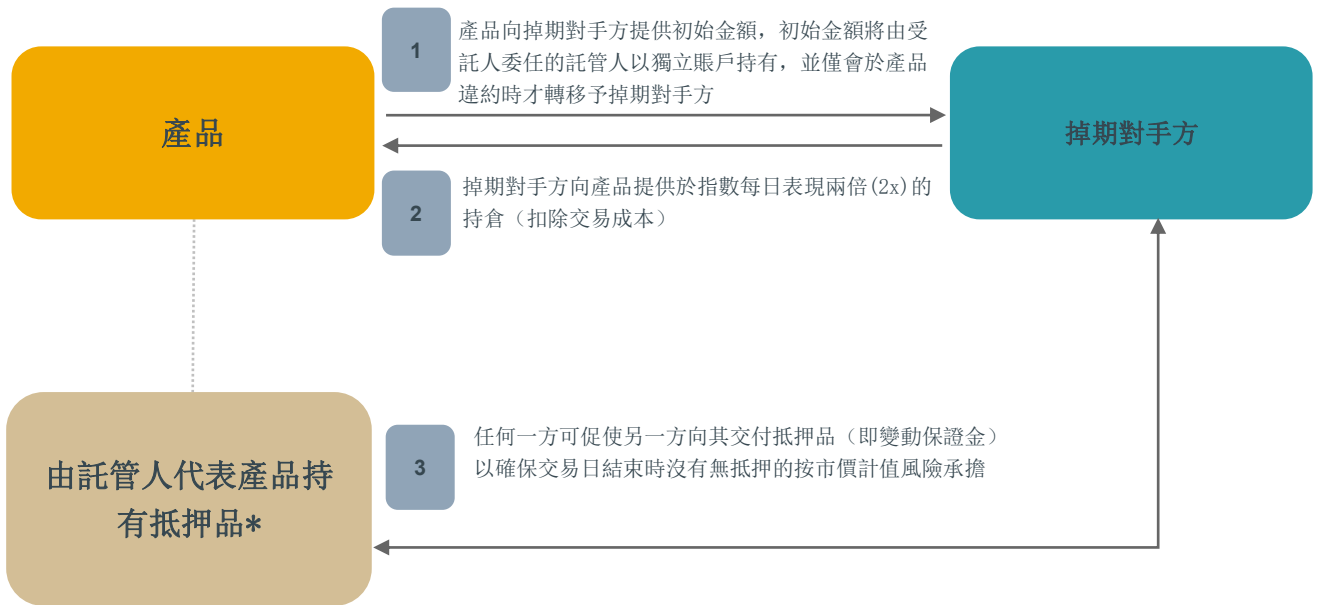 1
產品向掉期對手方提供初始金額，初始金額將由受
託人委任的託管人以獨立賬戶持有，並僅會於產品
違約時才轉移予掉期對手方
產品
掉期對手方
2
掉期對手方向產品提供於指數每日表現兩倍(2x)的
持倉（扣除交易成本）
由託管人代表產品持
有抵押品*
3
任何一方可促使另一方向其交付抵押品（即變動保證金）
以確保交易日結束時沒有無抵押的按市價計值風險承擔